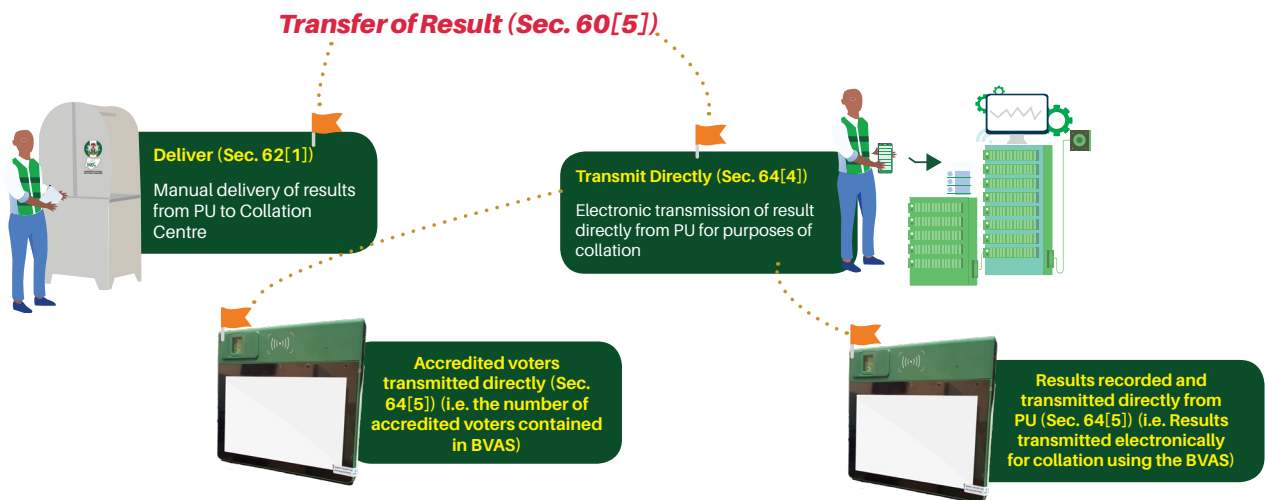 Transfer of Result (Sec. 60[5])
Deliver (Sec. 62[1])
Manual delivery of results
from PU to Collation
Centre
Transmit Directly (Sec. 64[4])
Electronic transmission of result
directly from PU for purposes of
collation
Accredited voters
transmitted directly (Sec.
64[5]) (i.e. the number of
accredited voters contained
in BVAS)
Results recorded and
transmitted directly from
PU (Sec. 64[5]) (i.e. Results
transmitted electronically
for collation using the BVAS)